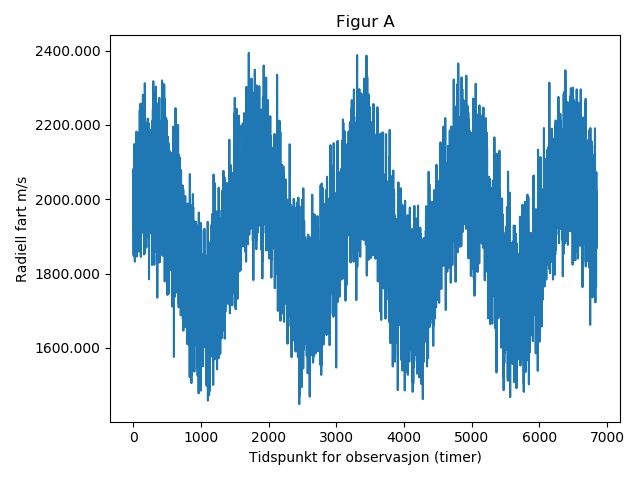 Figur A
2400.000
2200.000
2000.000
1800.000
1600.000
Radiell fart m/s
0 1000 2000 3000 4000 5000 6000 7000
Tidspunkt for observasjon (timer)